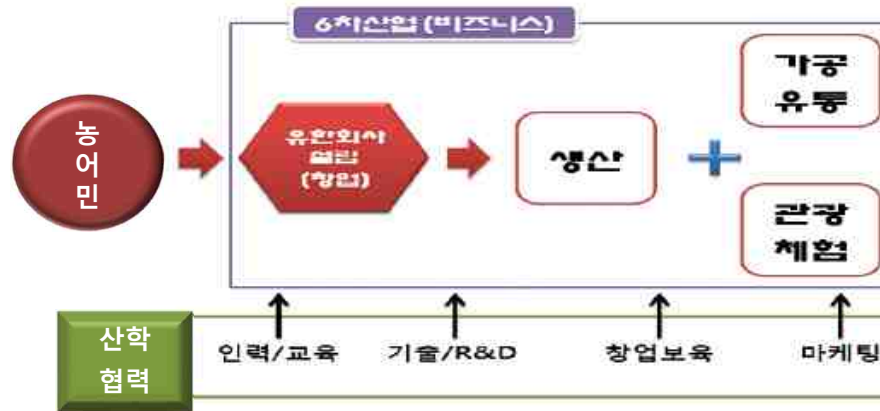 6차산업(비즈니스)
농
어
민
유한회사
설립
(창업)
생산
가공
유통
관광
체험
산학
협력
인력/교육
기술/R&D
창업보육
마케팅